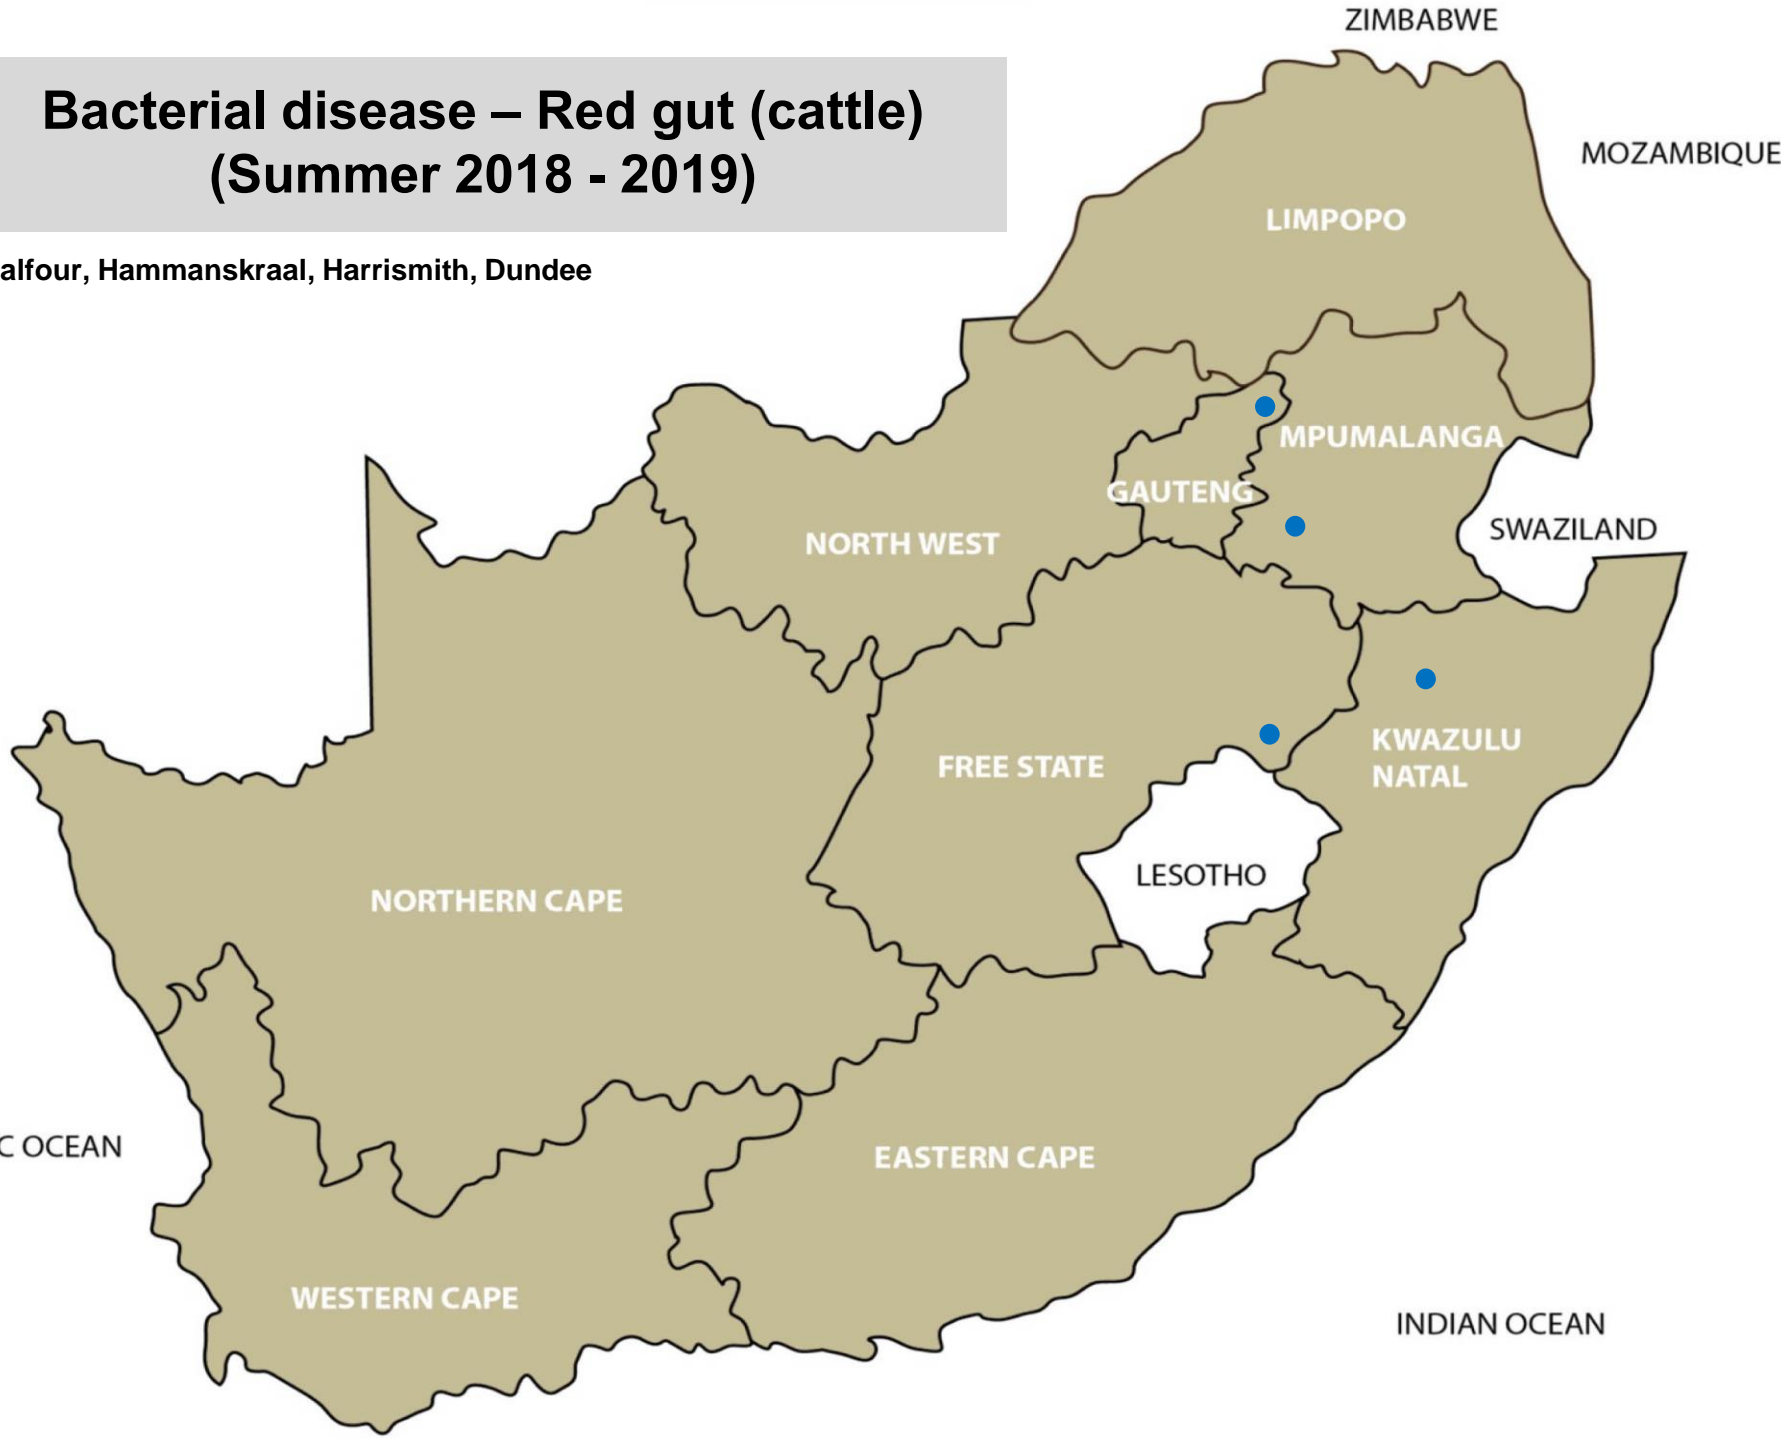 ZIMBABWE
Bacterial disease – Red gut (cattle)
(Summer 2018 - 2019)
MOZAMBIQUE
LIMPOPO
alfour, Hammanskraal, Harrismith, Dundee
MPUMALANGA
GAUTENG
SWAZILAND
NORTH WEST
KWAZULU
NATAL
FREE STATE
LESOTHO
NORTHERN CAPE
C OCEAN
EASTERN CAPE
WESTERN CAPE
INDIAN OCEAN